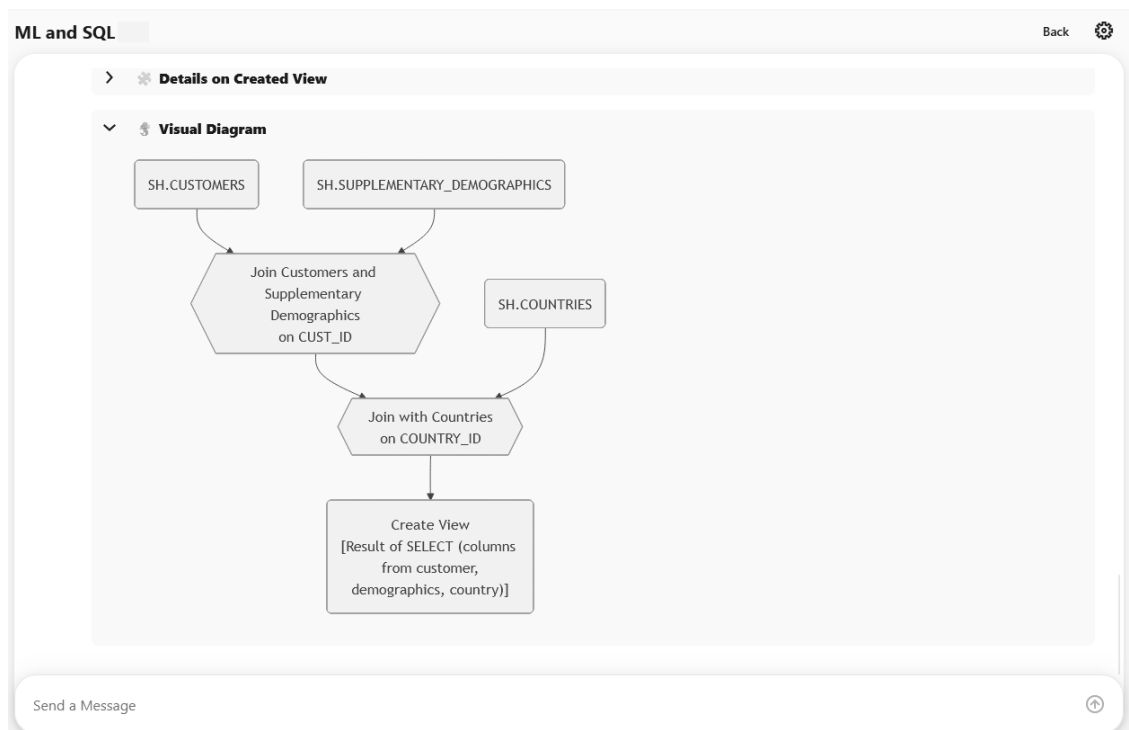 ML and SQL
Back
Details on Created View
Visual Diagram
SH.CUSTOMERS
SH.SUPPLEMENTARY_DEMOGRAPHICS
Join Customers and
Supplementary
Demographics
on CUST_ID
SH.COUNTRIES
Join with Countries
on COUNTRY_ID
Create View
[Result of SELECT (columns
from customer,
demographics, country)]
Send a Message